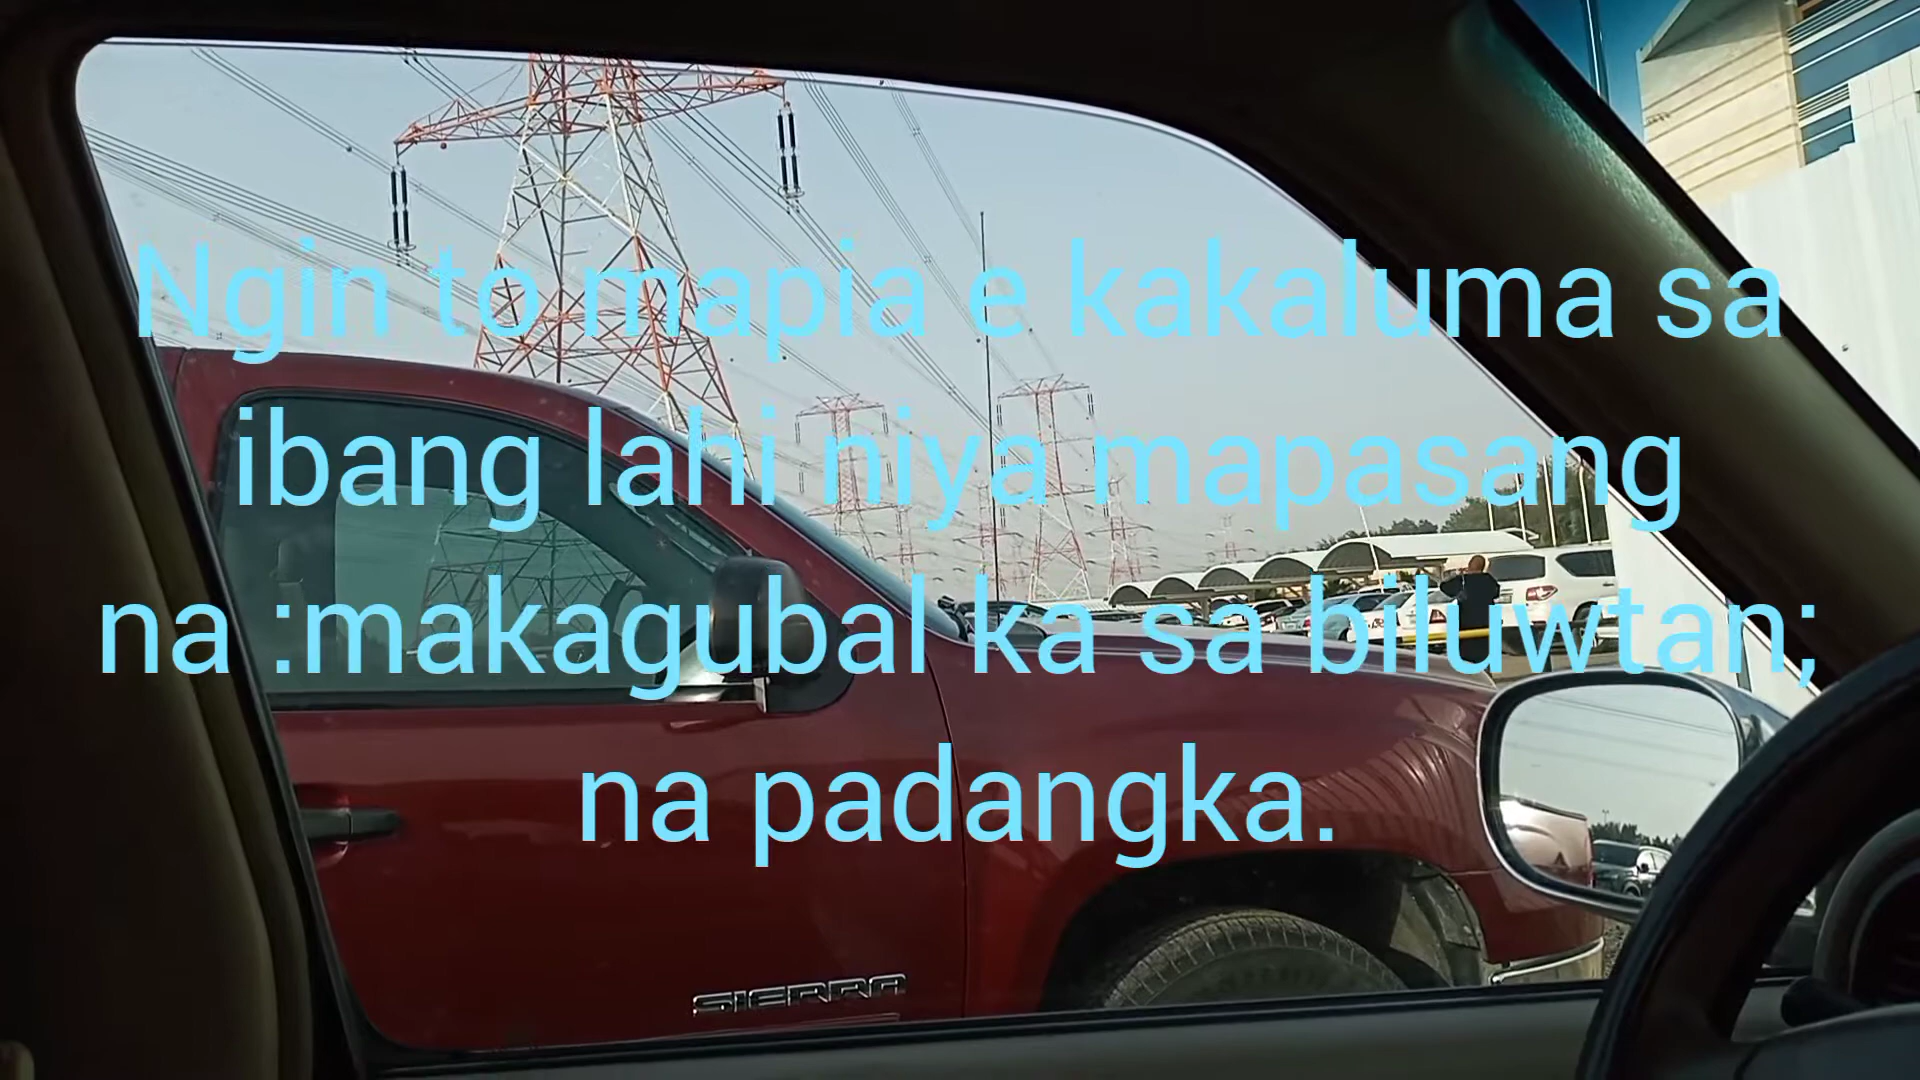 Ngin to mapia e kakaluma sa
ibang lahi niya mapasang
na :makagubal ka sa biluwtan;
na padangka.
SIERRA